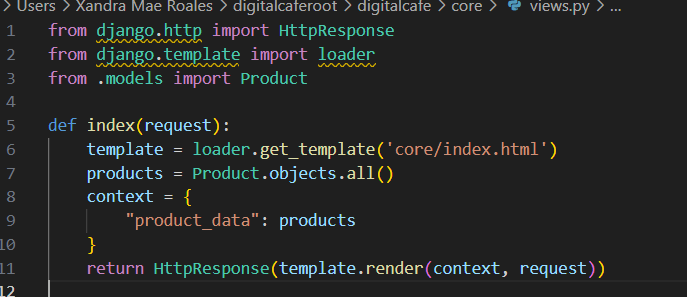 > Users > Xandra Mae Roales > digitalcaferoot > digitalcafe > core > views.py > ...
1 from django.http import HttpResponse
2 from django.template import loader
3 from .models import Product
4
5 def index(request):
6     template = loader.get_template('core/index.html')
7     products = Product.objects.all()
8     context = {
9         "product_data": products
10     }
11     return HttpResponse(template.render(context, request))
12